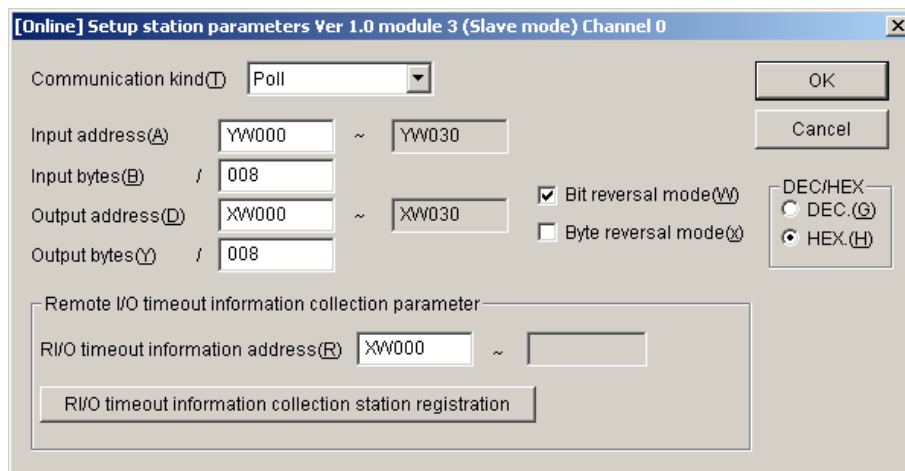 [Online] Setup station parameters Ver 1.0 module 3 (Slave mode) Channel 0
Communication kind(T) Poll
OK
Cancel
Input address(A) YW000 ~ YW030
Input bytes(B) / 008
Output address(D) XW000 ~ XW030
Output bytes(Y) / 008
Bit reversal mode(W)
Byte reversal mode(x)
DEC/HEX
DEC.(G)
HEX.(H)
Remote I/O timeout information collection parameter
RI/O timeout information address(R) XW000 ~
RI/O timeout information collection station registration